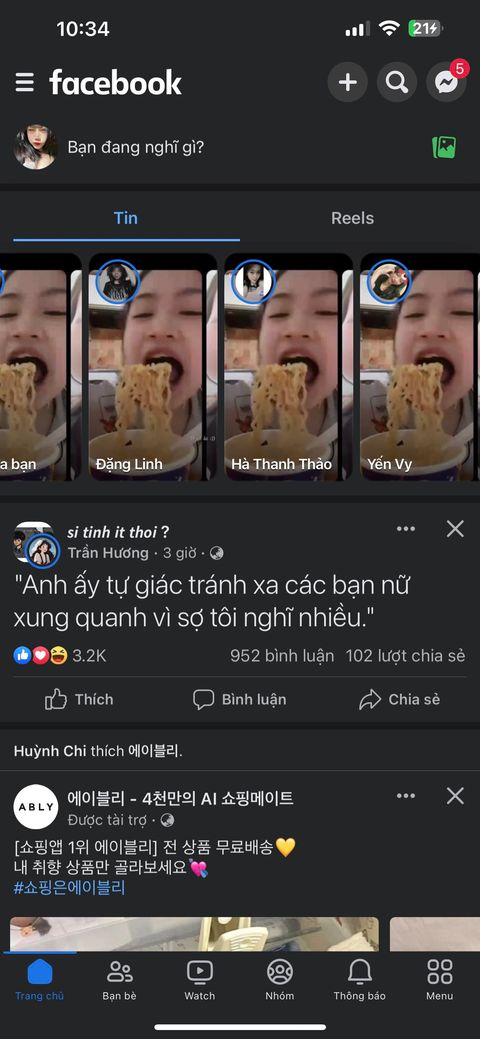 10:34
21
facebook
5
Bạn đang nghĩ gì?
Tin
Reels
a bạn
Đặng Linh
Hà Thanh Thảo
Yến Vy
si tinh it thoi ?
Trần Hương · 3 giờ ·
"Anh ấy tự giác tránh xa các bạn nữ
xung quanh vì sợ tôi nghĩ nhiều."
3.2K
952 bình luận 102 lượt chia sẻ
Thích
Bình luận
Chia sẻ
Huỳnh Chi thích 에이블리.
ABLY
에이블리 - 4천만의 AI 쇼핑메이트
Được tài trợ ·
[쇼핑앱 1위 에이블리] 전 상품 무료배송💛
내 취향 상품만 골라보세요💘
#쇼핑은에이블리
Trang chủ
Bạn bè
Watch
Nhóm
Thông báo
Menu